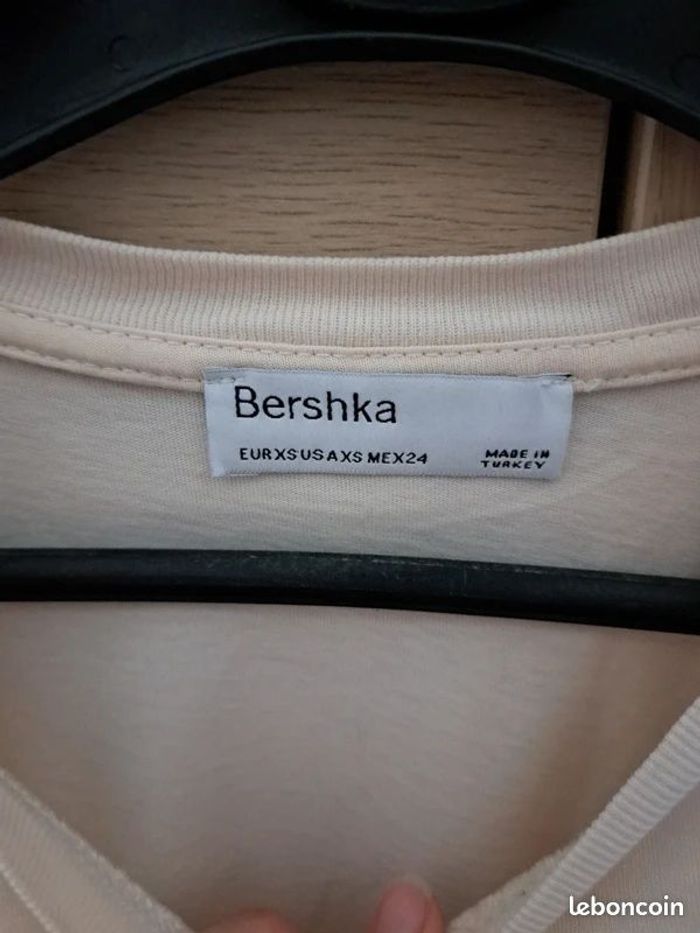 Bershka
EUR XS USA XS MEX 24
MADE IN
TURKEY
leboncoin